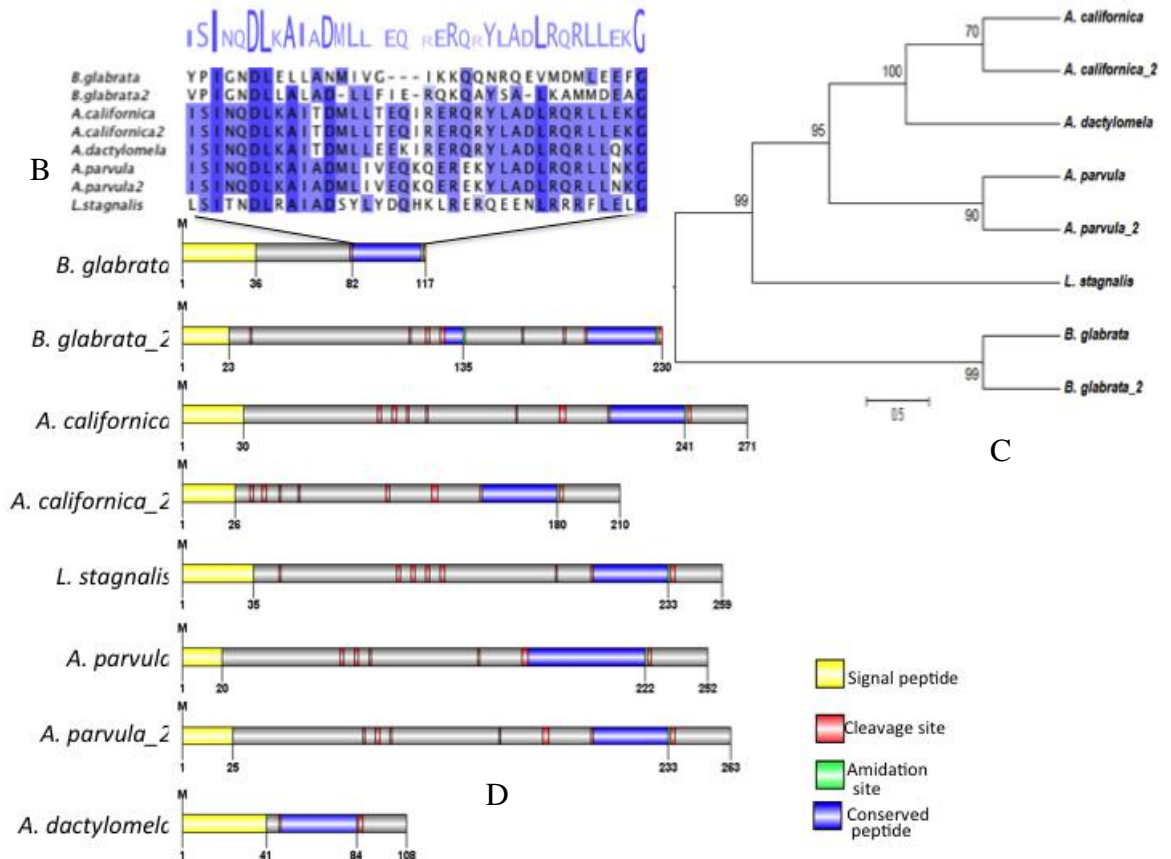 ISINQDLKAIADMLL EQ RERQRYLADLRQRLLEKG
B.glabrata YPIGNDLELLANMIVG---IKKQQNRQEVMDMLEEFG
B.glabrata2 VPIGNDLLALAD-LLFIE-RQKQAYSA-LKAMMDEAG
A.californica ISINQDLKAITDMLLTEQIRERQRYLADLRQRLLEKG
A.californica2 ISINQDLKAITDMLLTEQIRERQRYLADLRQRLLEKG
A.dactylomela ISINQDLKAITDMLLEEKIRERQRYLADLRQRLLQKG
A.parvula ISINQDLKAIADMLIVEQKQEREKYLADLRQRLLNKG
A.parvula2 ISINQDLKAIADMLIVEQKQEREKYLADLRQRLLNKG
L.stagnalis LSITNDLRAIADSYLYDQHKLRERQEENLRRRFLELG
B
M
B. glabrata
1 36 82 117
M
B. glabrata_2
1 23 135 230
M
A. californica
1 30 241 271
M
A. californica_2
1 26 180 210
M
L. stagnalis
1 35 233 259
M
A. parvula
1 20 222 252
M
A. parvula_2
1 25 233 263
M
A. dactylomela
1 41 84 108
D
A. californica
70
A. californica_2
100
A. dactylomela
95
A. parvula
90
A. parvula_2
99
L. stagnalis
B. glabrata
99
B. glabrata_2
05
C
Signal peptide
Cleavage site
Amidation
site
Conserved
peptide